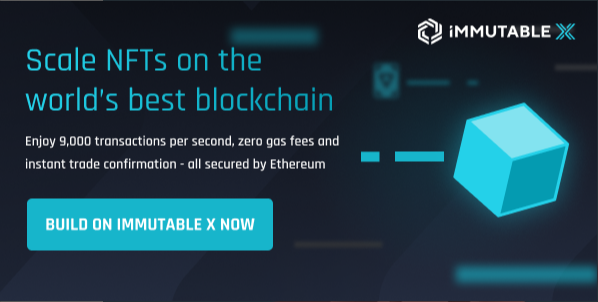 iMMUTABLE X
Scale NFTs on the
world's best blockchain
Enjoy 9,000 transactions per second, zero gas fees and
instant trade confirmation - all secured by Ethereum
BUILD ON IMMUTABLE X NOW